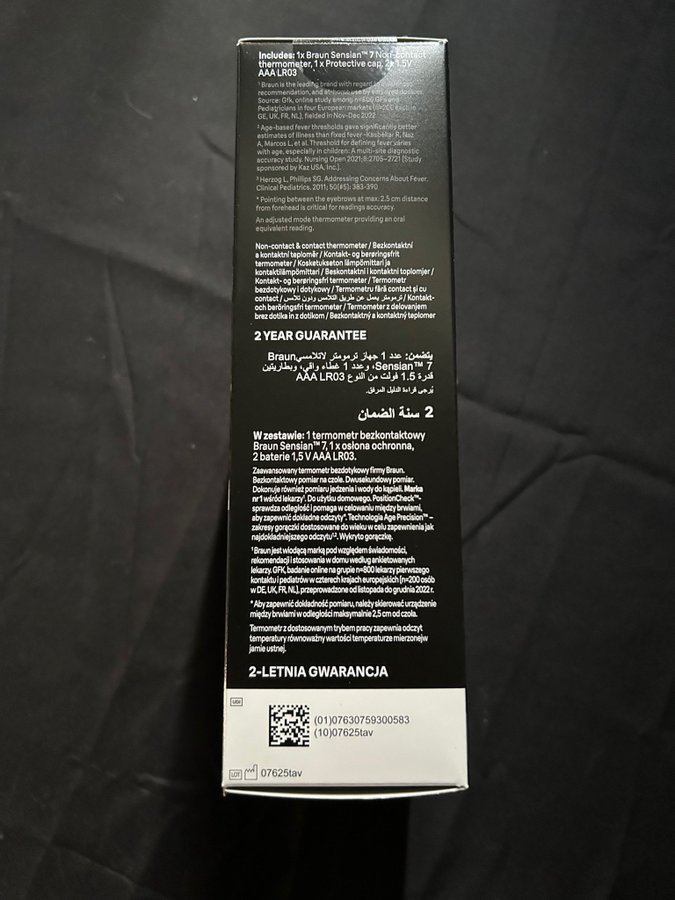 Includes: 1x Braun Sensian™ 7 Non-contact
thermometer, 1 x Protective cap, 2x 1.5V
AAA LR03
¹ Braun is the leading brand with regard to
recommendation, and at-home use by
Source: Gfk, online study among n=800 GPs and
Pediatricians in four European markets (n=200 each in
GE, UK, FR, NL), fielded in Nov-Dec 2022
² Age-based fever thresholds gave significantly better
estimates of illness than fixed fever -Kasbekar R, Naz
A, Marcos L, et al. Threshold for defining fever varies
with age, especially in children: A multi-site diagnostic
accuracy study. Nursing Open 2021;8:2705–2721 (Study
sponsored by Kaz USA, Inc.).
³ Herzog L, Phillips SG. Addressing Concerns About Fever.
Clinical Pediatrics. 2011; 50(#5): 383-390
* Pointing between the eyebrows at max: 2.5 cm distance
from forehead is critical for readings accuracy.
An adjusted mode thermometer providing an oral
equivalent reading.
Non-contact & contact thermometer / Bezkontaktní
a kontaktní teploměr / Kontakt- og berøringsfrit
termometer / Kosketukseton lämpömittari ja
kontaktilämpömittari / Beskontaktni i kontaktni toplomjer /
Kontakt- og berøringsfri termometer / Termometr
bezdotykowy i dotykowy / Termometru fără contact și cu
contact / ترمومتر يعمل عن طريق التلامس ودون تلامس / Kontakt-
och beröringsfri termometer / Termometer z delovanjem
brez dotika in z dotikom / Bezkontaktný a kontaktný teplomer
2 YEAR GUARANTEE
يتضمن: عدد 1 جهاز ترمومتر لاتلامسي Braun
Sensian™ 7، وعدد 1 غطاء واقي، وبطاريتين
قدرة 1.5 فولت من النوع AAA LR03
يُرجى قراءة الدليل المرفق.
2 سنة الضمان
W zestawie: 1 termometr bezkontaktowy
Braun Sensian™ 7, 1 x osłona ochronna,
2 baterie 1,5 V AAA LR03.
Zaawansowany termometr bezdotykowy firmy Braun.
Bezkontaktowy pomiar na czole. Dwusekundowy pomiar.
Dokonuje również pomiaru jedzenia i wody do kąpieli. Marka
nr 1 wśród lekarzy¹. Do użytku domowego. PositionCheck™-
sprawdza odległość i pomaga w celowaniu między brwiami,
aby zapewnić dokładne odczyty*. Technologia Age Precision™ –
zakresy gorączki dostosowane do wieku w celu zapewnienia jak
najdokładniejszego odczytu²,³. Wykryto gorączkę.
¹ Braun jest wiodącą marką pod względem świadomości,
rekomendacji i stosowania w domu według ankietowanych
lekarzy. GFK, badanie online na grupie n=800 lekarzy pierwszego
kontaktu i pediatrów w czterech krajach europejskich (n=200 osób
w DE, UK, FR, NL), przeprowadzone od listopada do grudnia 2022 r.
* Aby zapewnić dokładność pomiaru, należy skierować urządzenie
między brwiami w odległości maksymalnie 2,5 cm od czoła.
Termometr z dostosowanym trybem pracy zapewnia odczyt
temperatury równoważny wartości temperaturze mierzonej w
jamie ustnej.
2-LETNIA GWARANCJA
UDI
(01)07630759300583
(10)07625tav
LOT 07625tav